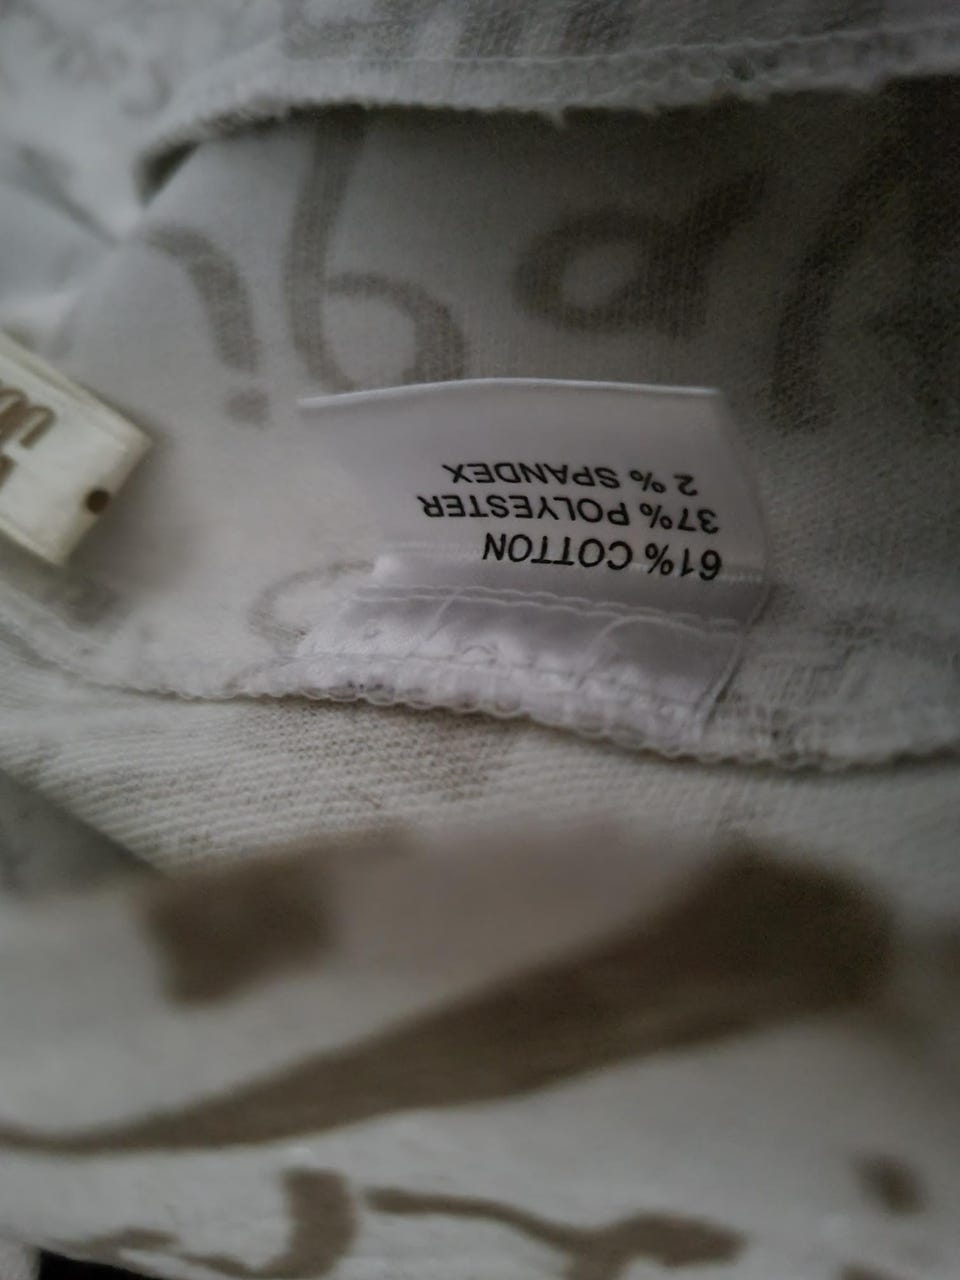 61% COTTON
37% POLYESTER
2 % SPANDEX